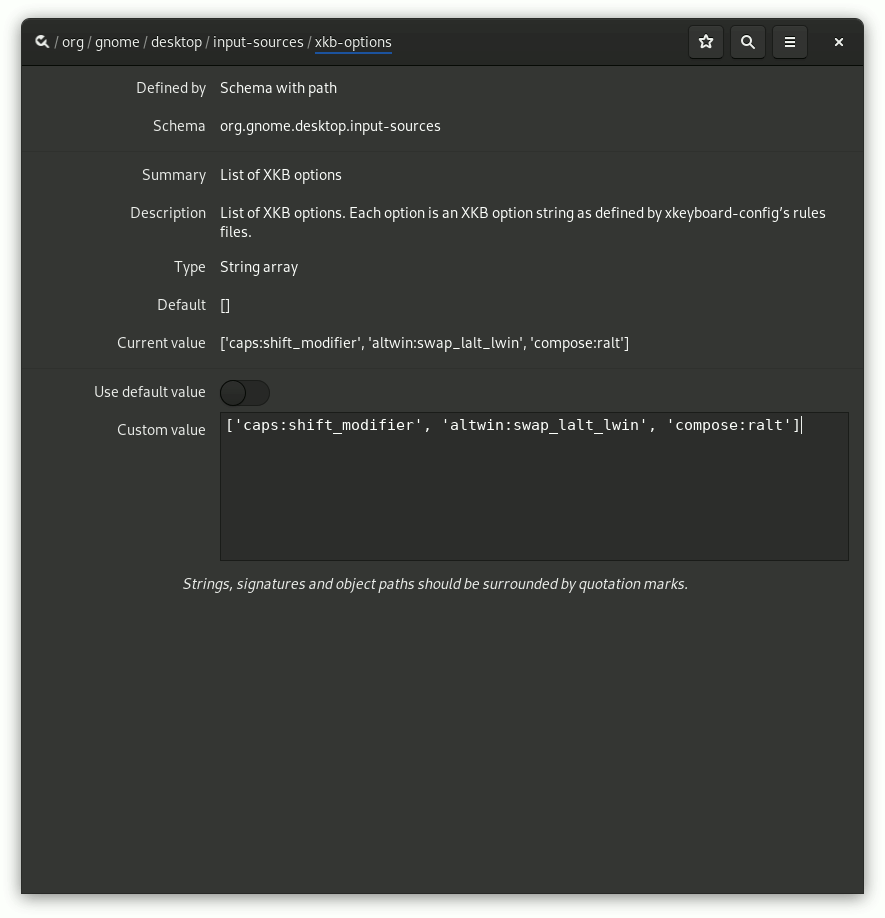 / org / gnome / desktop / input-sources / xkb-options
Defined by Schema with path
Schema org.gnome.desktop.input-sources
Summary List of XKB options
Description List of XKB options. Each option is an XKB option string as defined by xkeyboard-config’s rules
files.
Type String array
Default []
Current value ['caps:shift_modifier', 'altwin:swap_lalt_lwin', 'compose:ralt']
Use default value
Custom value ['caps:shift_modifier', 'altwin:swap_lalt_lwin', 'compose:ralt']
Strings, signatures and object paths should be surrounded by quotation marks.